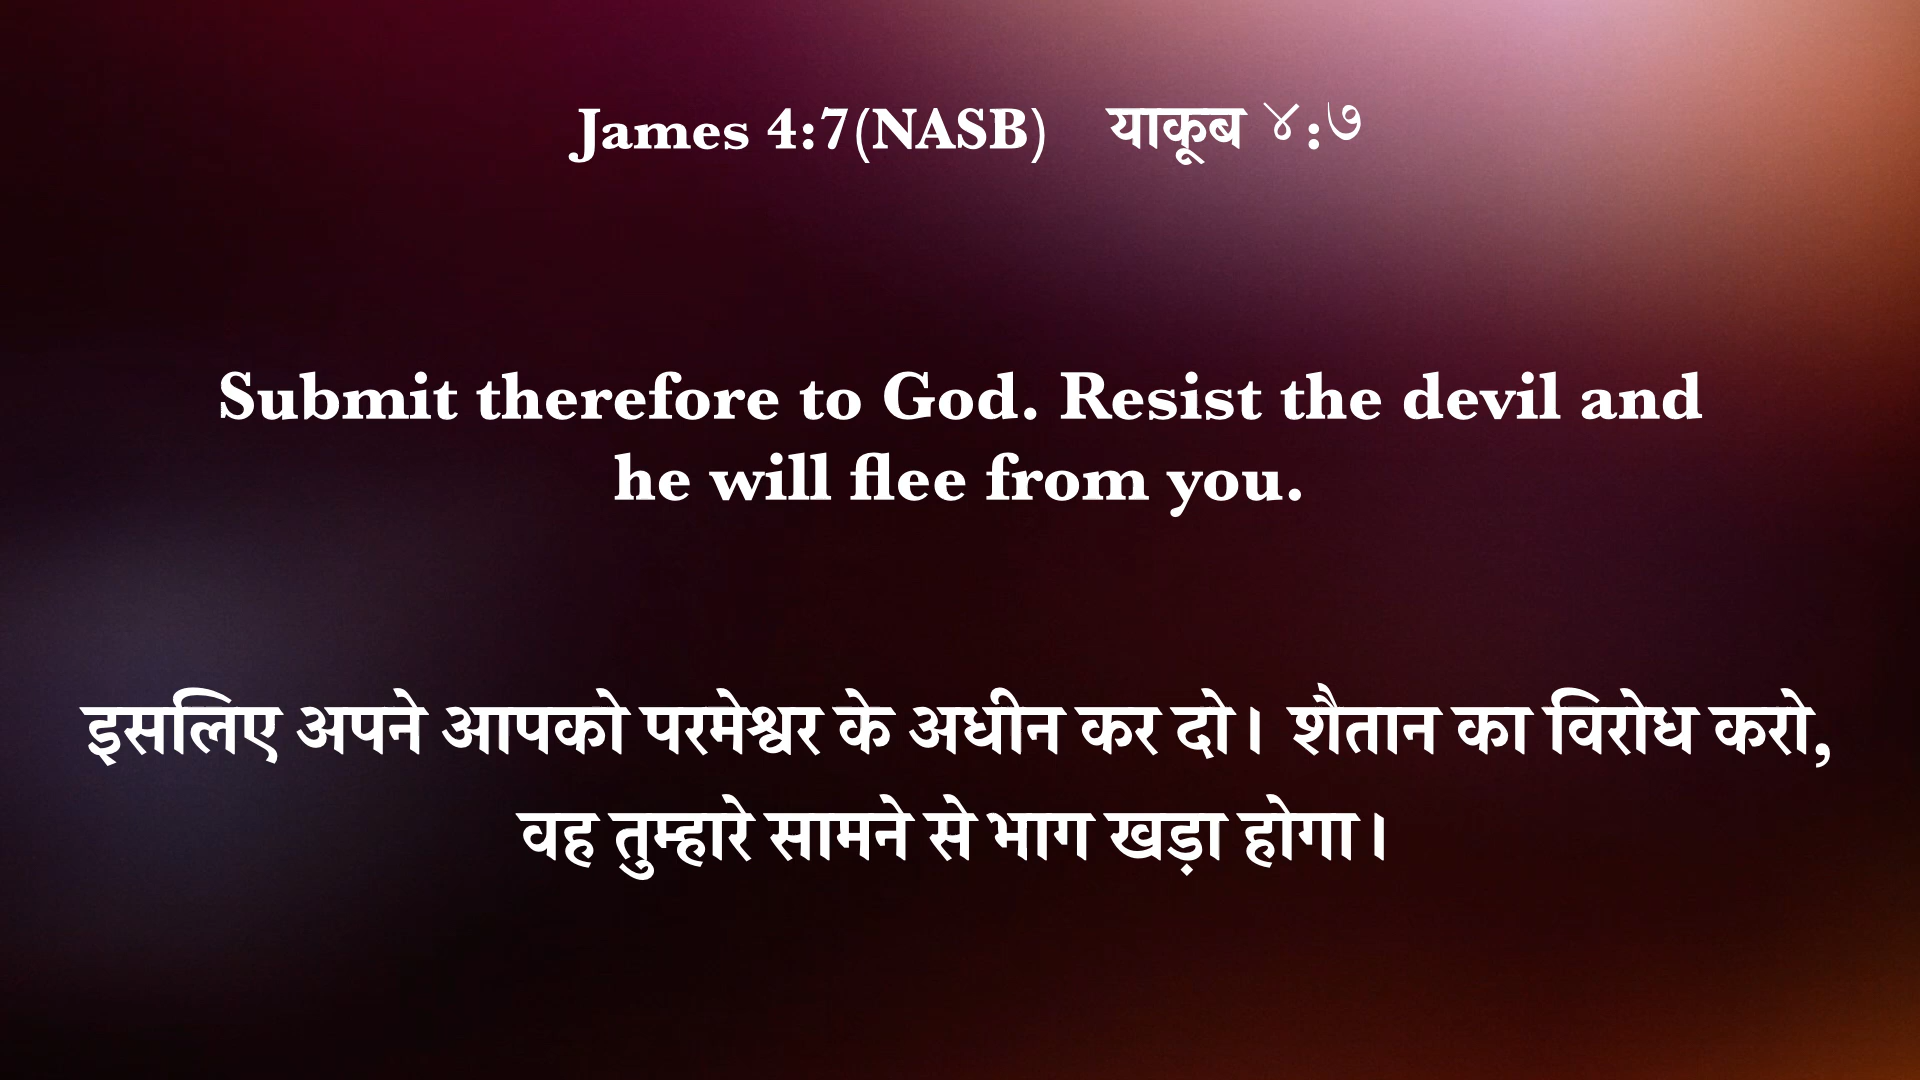 James 4:7(NASB) याकूब ४:७
Submit therefore to God. Resist the devil and
he will flee from you.
इसलिए अपने आपको परमेश्वर के अधीन कर दो। शैतान का विरोध करो,
वह तुम्हारे सामने से भाग खड़ा होगा।